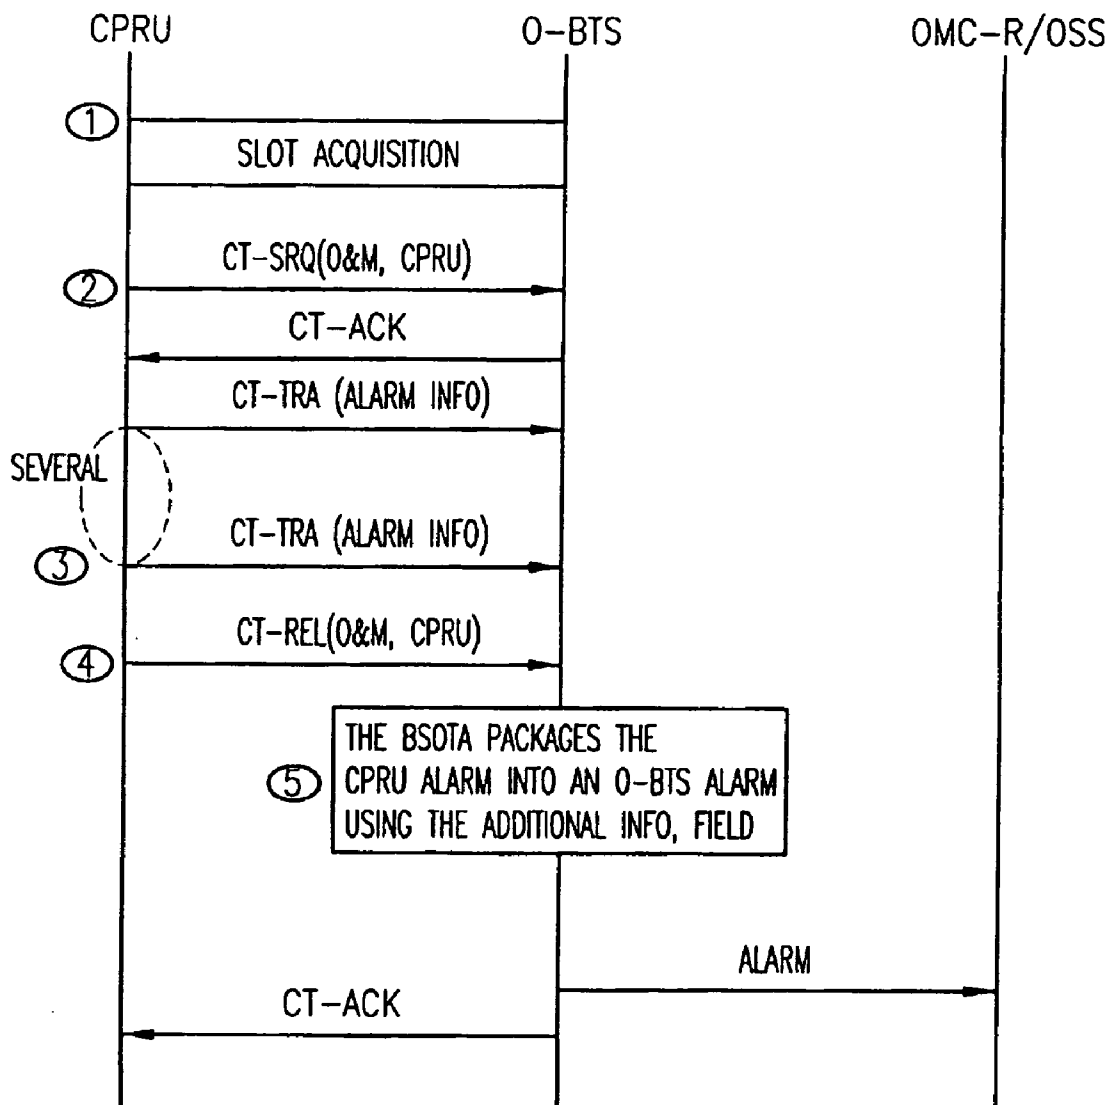 CPRU O-BTS OMC-R/OSS
1
SLOT ACQUISITION
CT-SRQ(O&M, CPRU)
2
CT-ACK
CT-TRA (ALARM INFO)
SEVERAL
CT-TRA (ALARM INFO)
3
CT-REL(O&M, CPRU)
4
THE BSOTA PACKAGES THE
5 CPRU ALARM INTO AN O-BTS ALARM
USING THE ADDITIONAL INFO, FIELD
ALARM
CT-ACK